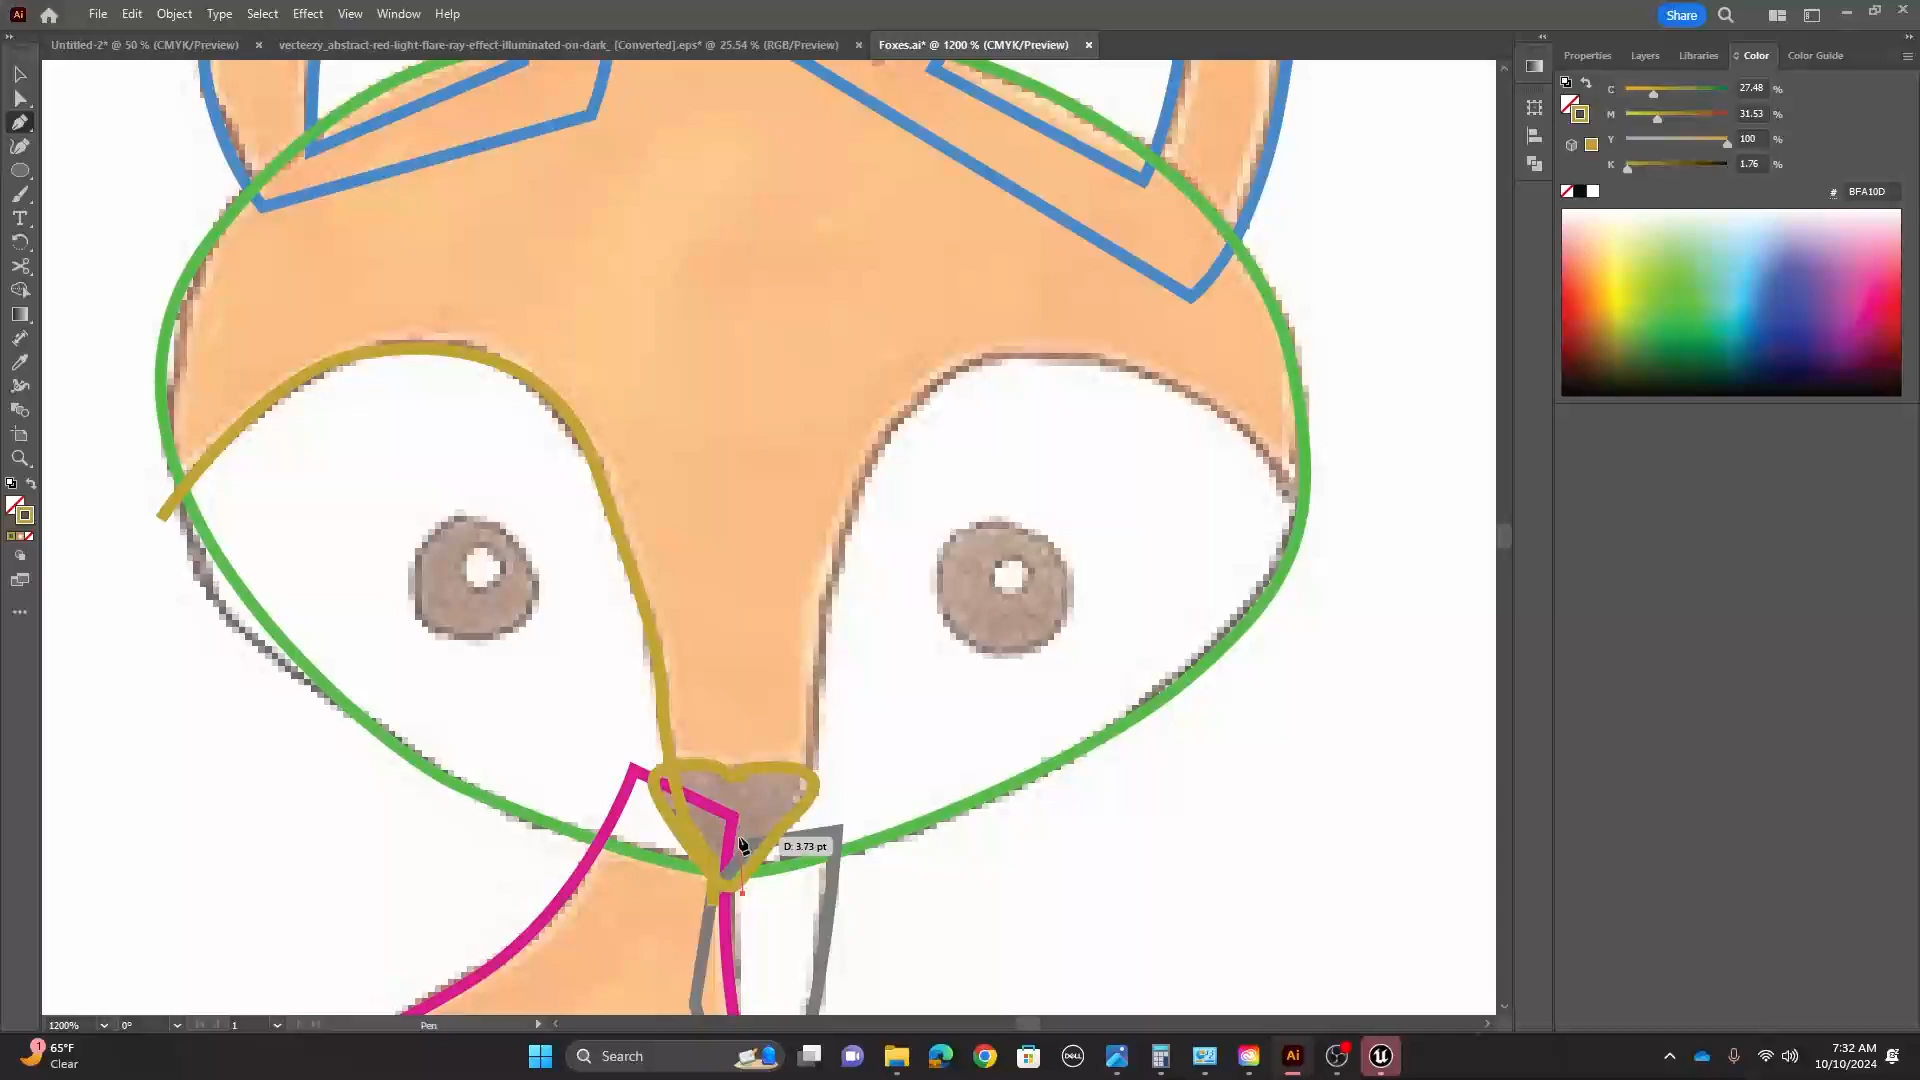 Ai File Edit Object Type Select Effect View Window Help Share
Untitled-2* @ 50 % (CMYK/Preview) × vecteezy_abstract-red-light-flare-ray-effect-illuminated-on-dark_ [Converted].eps* @ 25.54 % (RGB/Preview) × Foxes.ai* @ 1200 % (CMYK/Preview) ×
Properties Layers Libraries Color Color Guide
C 27.48 %
M 31.53 %
Y 100 %
K 1.76 %
# BFA10D
D: 3.73 pt
1200% 0° 1 Pen
1 65°F
Clear
Search
DELL
Ai
7:32 AM
10/10/2024